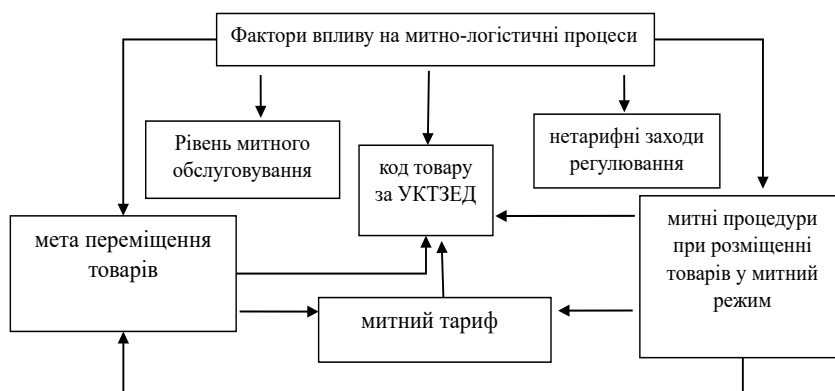 Фактори впливу на митно-логістичні процеси
Рівень митного
обслуговування
код товару
за УКТЗЕД
нетарифні заходи
регулювання
мета переміщення
товарів
митний тариф
митні процедури
при розміщенні
товарів у митний
режим